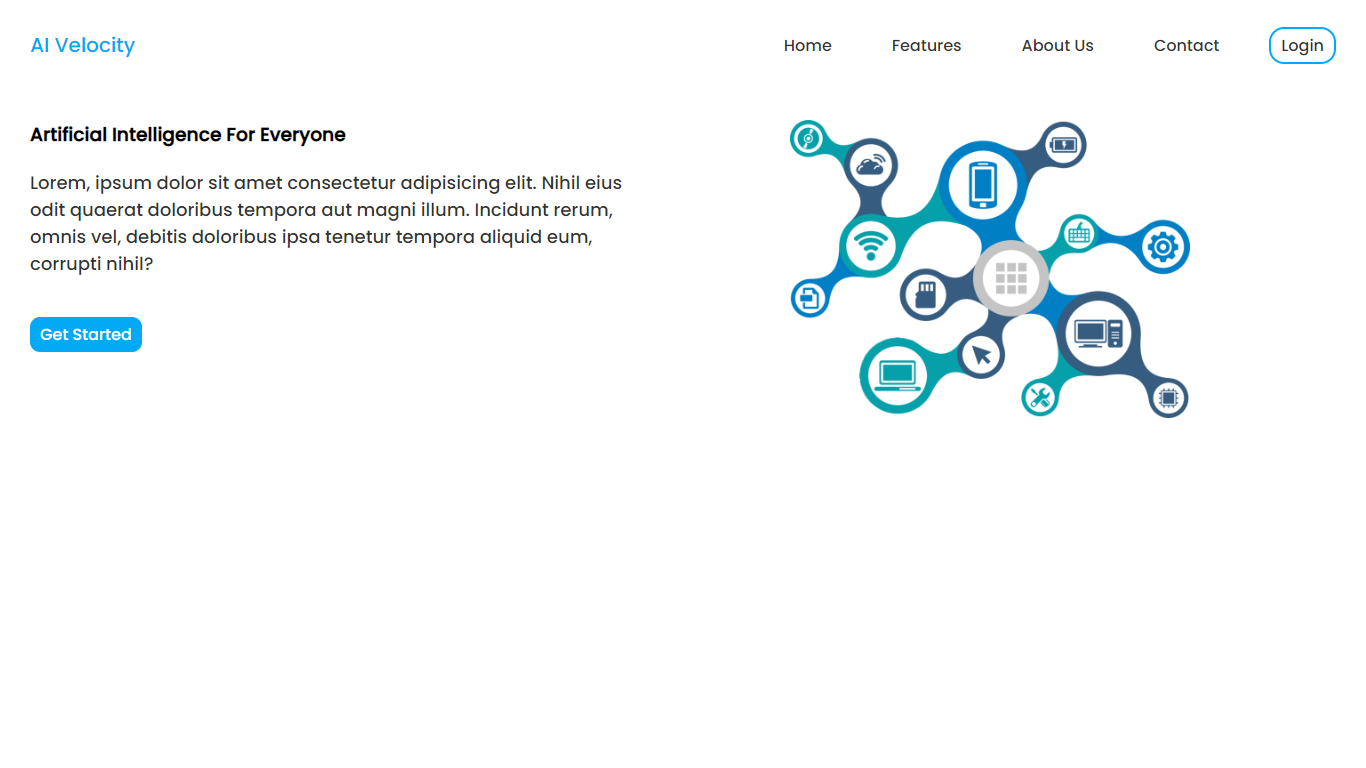 AI Velocity
Home
Features
About Us
Contact
Login
Artificial Intelligence For Everyone
Lorem, ipsum dolor sit amet consectetur adipisicing elit. Nihil eius
odit quaerat doloribus tempora aut magni illum. Incidunt rerum,
omnis vel, debitis doloribus ipsa tenetur tempora aliquid eum,
corrupti nihil?
Get Started